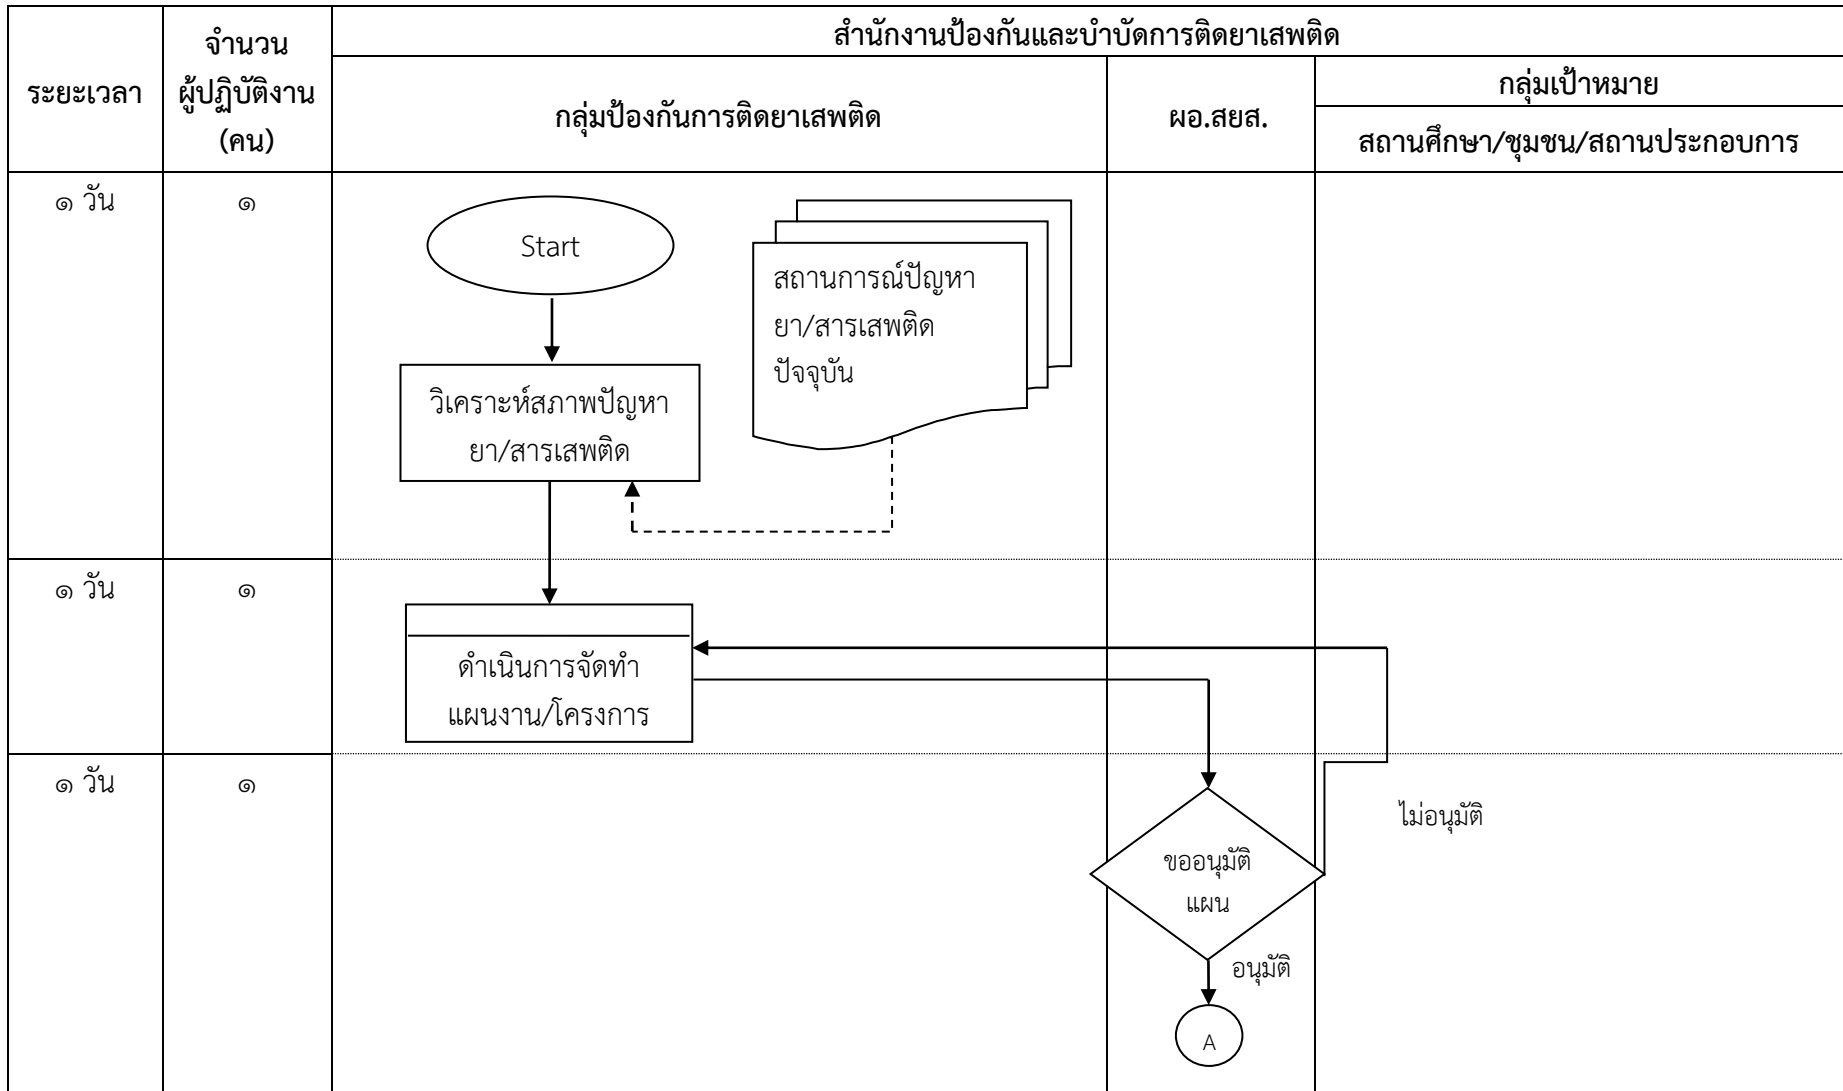 ระยะเวลา
จำนวน
ผู้ปฏิบัติงาน
(คน)
สำนักงานป้องกันและบำบัดการติดยาเสพติด
กลุ่มป้องกันการติดยาเสพติด
ผอ.สยส.
กลุ่มเป้าหมาย
สถานศึกษา/ชุมชน/สถานประกอบการ
๑ วัน
๑
Start
สถานการณ์ปัญหา
ยา/สารเสพติด
ปัจจุบัน
วิเคราะห์สภาพปัญหา
ยา/สารเสพติด
๑ วัน
๑
ดำเนินการจัดทำ
แผนงาน/โครงการ
๑ วัน
๑
ไม่อนุมัติ
ขออนุมัติ
แผน
อนุมัติ
A